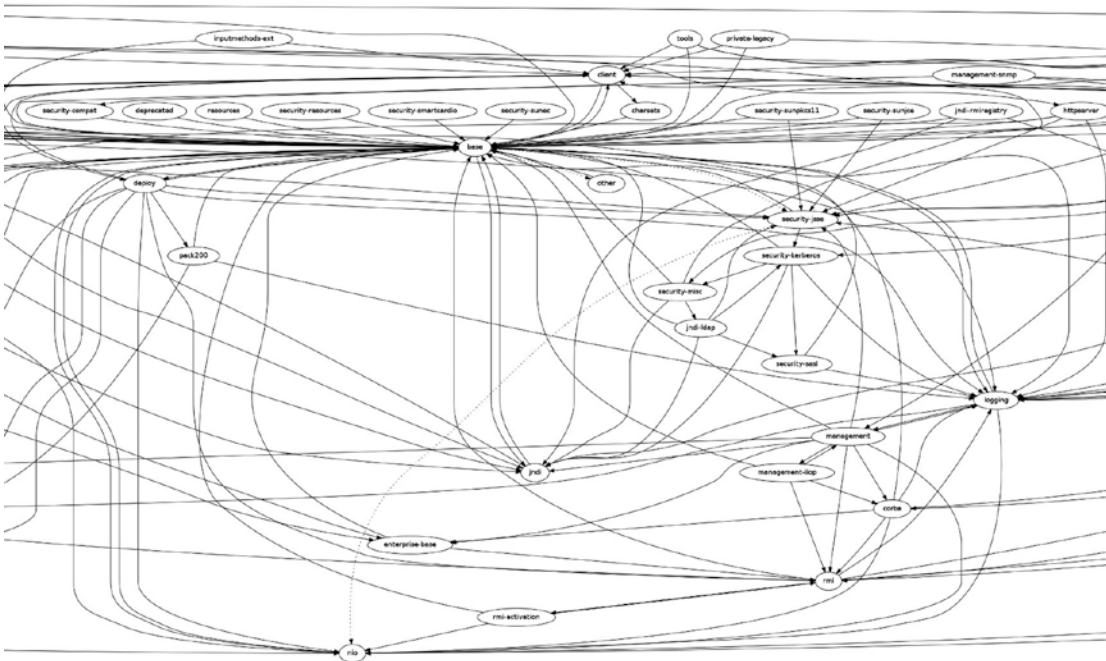 inputmethods-ext tools private-legacy
client management-snmp
security-compat deprecated resources security-resources security-smartcardio security-sunec charsets security-sunpkcs11 security-sunjce jndi-rmiregistry httpserver
base
deploy other
security-jsse
pack200 security-kerberos
security-misc
jndi-ldap
security-sasl
logging
management
jndi management-iiop
corba
enterprise-base
rmi
rmi-activation
nio